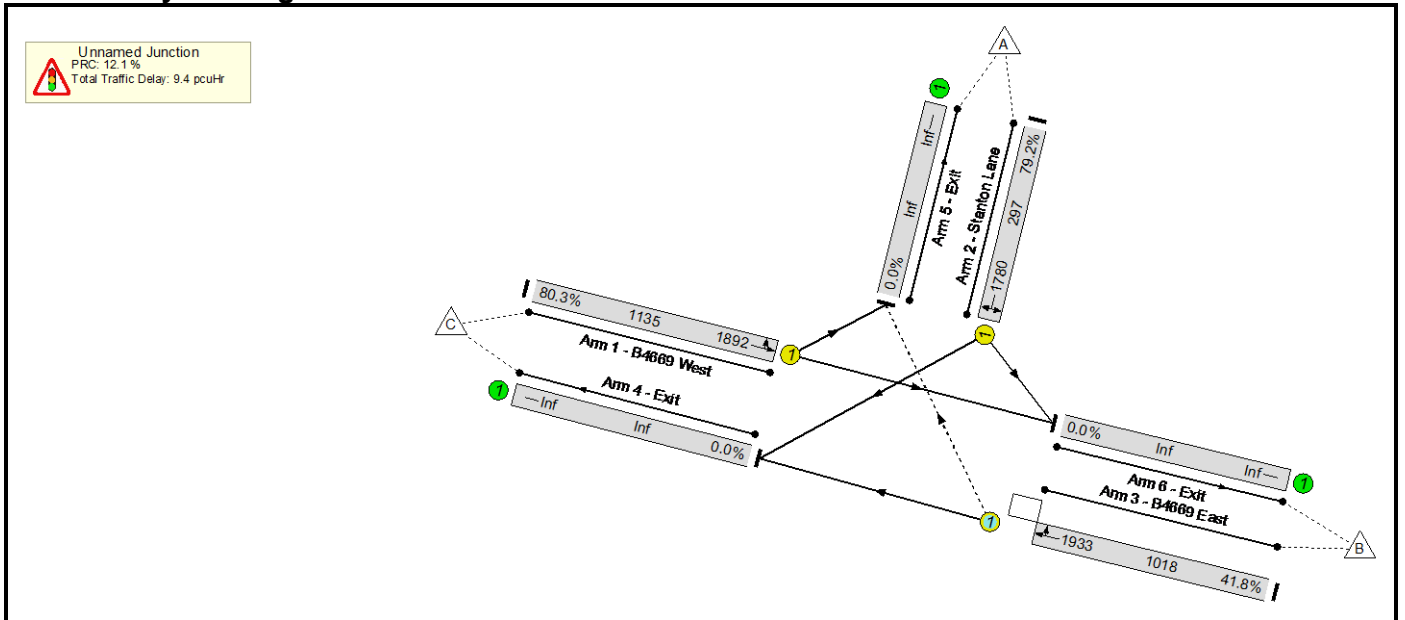 Unnamed Junction
PRC: 12.1 %
Total Traffic Delay: 9.4 pcuHr
A
1
Inf
Inf
0.0%
Arm 5 - Exit
Arm 2 - Stanton Lane
79.2%
297
1780
1
C
80.3%
1135
1892
1
Arm 1 - B4669 West
Arm 4 - Exit
1
Inf
Inf
0.0%
0.0%
Inf
Inf
1
Arm 6 - Exit
Arm 3 - B4669 East
B
1
1933
1018
41.8%